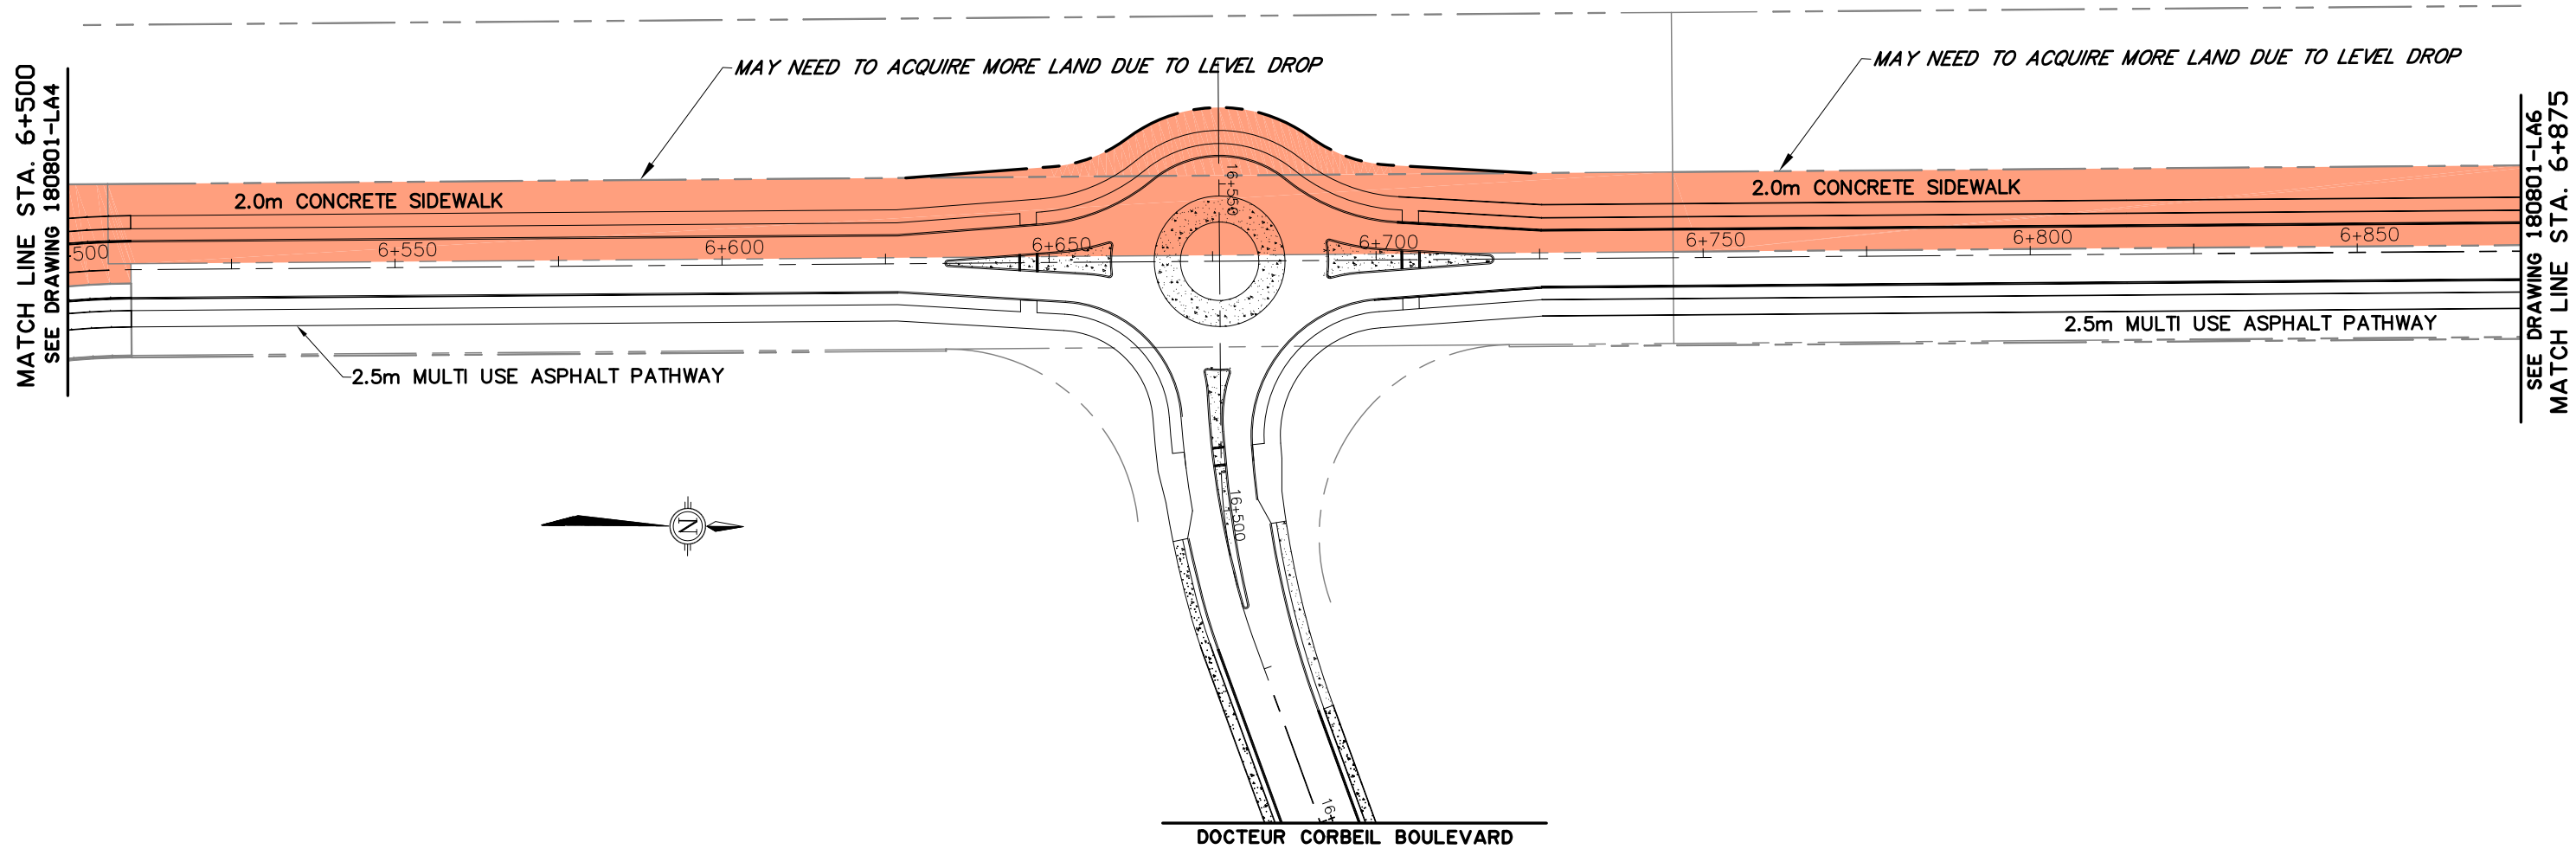 MATCH LINE STA. 6+500
SEE DRAWING 180801-LA4
MAY NEED TO ACQUIRE MORE LAND DUE TO LEVEL DROP
MAY NEED TO ACQUIRE MORE LAND DUE TO LEVEL DROP
SEE DRAWING 180801-LA6
MATCH LINE STA. 6+875
2.0m CONCRETE SIDEWALK
2.0m CONCRETE SIDEWALK
16+550
500
6+550
6+600
6+650
6+700
6+750
6+800
6+850
2.5m MULTI USE ASPHALT PATHWAY
2.5m MULTI USE ASPHALT PATHWAY
16+500
N
16+
DOCTEUR CORBEIL BOULEVARD